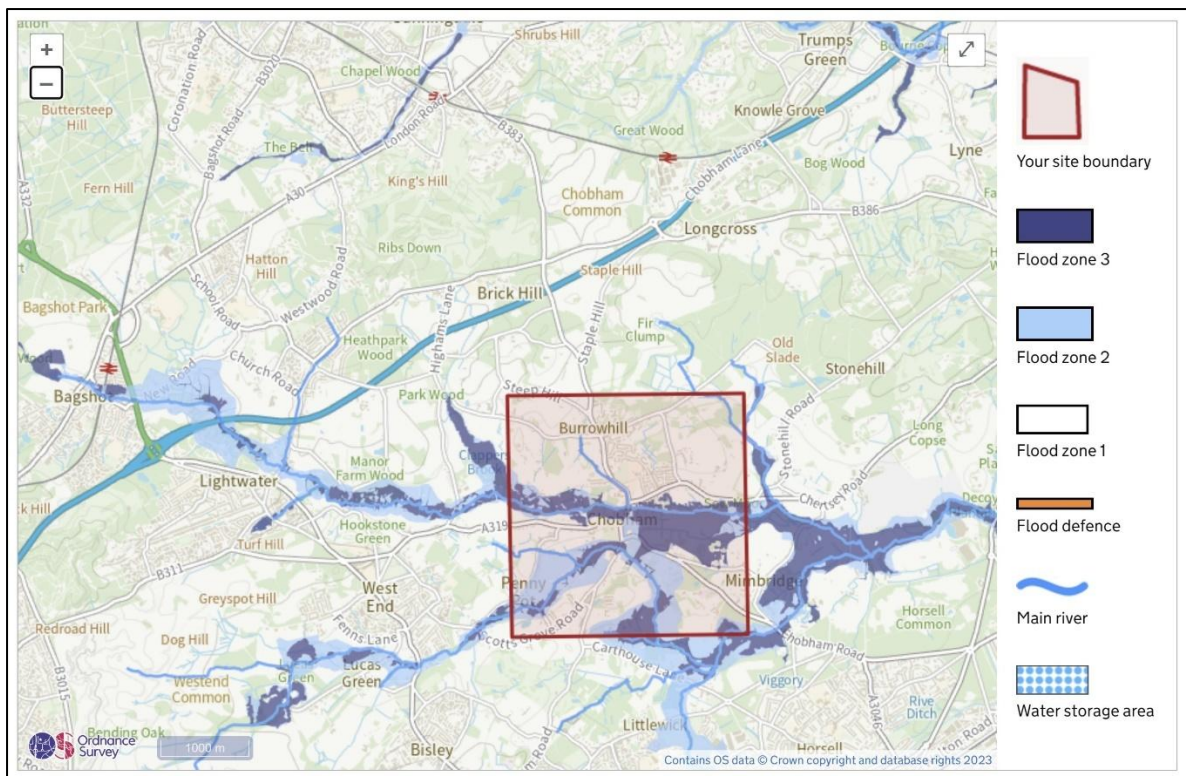 +
−
Shrubs Hill
Trumps
Green
Chapel Wood
B3020
Coronation Road
Buttersteep
Hill
Bagshot Road
London Road
B383
Knowle Grove
Great Wood
The Belt
Chobham Lane
Lyne
Bog Wood
A332
Fern Hill
King's Hill
A30
Chobham
Common
B386
Longcross
Ribs Down
Hatton
Hill
Staple Hill
School Road
Westwood Road
Brick Hill
Bagshot Park
Highams Lane
Staple Hill
Fir
Clump
Heathpark
Wood
Old
Slade
Stonehill
Church Road
New Road
Bagshot
Steep Hill
Park Wood
Burrowhill
Stonehill Road
Long
Copse
Manor
Farm Wood
Lightwater
Chertsey Road
Hookstone
Green
A319
Chobham
Turf Hill
B311
West
End
Penny
Mimbridge
Greyspot Hill
Horsell
Common
Redroad Hill
Dog Hill
Fenns Lane
Scotts Grove Road
Chobham Road
Carthouse Lane
Lucas
Green
Westend
Common
Viggory
B3015
A3046
Rive
Ditch
Littlewick
Bending Oak
Bisley
Horsell
Ordnance
Survey
1000 m
Contains OS data © Crown copyright and database rights 2023
Your site boundary
Flood zone 3
Flood zone 2
Flood zone 1
Flood defence
Main river
Water storage area